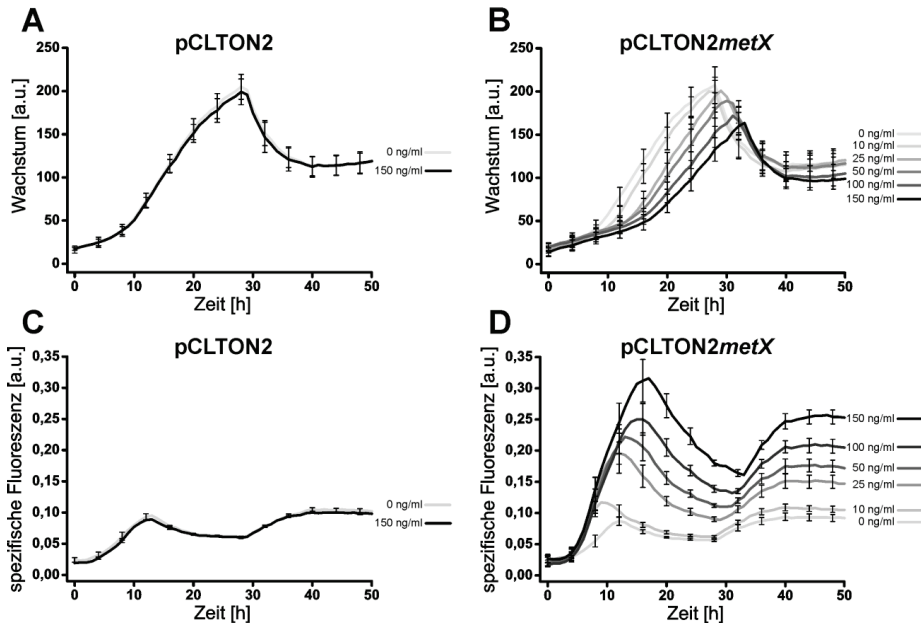 A
pCLTON2
Wachstum [a.u.]
250
200
150
100
50
0
0 ng/ml
150 ng/ml
0 10 20 30 40 50
Zeit [h]
B
pCLTON2metX
Wachstum [a.u.]
250
200
150
100
50
0
0 ng/ml
10 ng/ml
25 ng/ml
50 ng/ml
100 ng/ml
150 ng/ml
0 10 20 30 40 50
Zeit [h]
C
pCLTON2
spezifische Fluoreszenz [a.u.]
0,35
0,30
0,25
0,20
0,15
0,10
0,05
0,00
0 ng/ml
150 ng/ml
0 10 20 30 40 50
Zeit [h]
D
pCLTON2metX
spezifische Fluoreszenz [a.u.]
0,35
0,30
0,25
0,20
0,15
0,10
0,05
0,00
150 ng/ml
100 ng/ml
50 ng/ml
25 ng/ml
10 ng/ml
0 ng/ml
0 10 20 30 40 50
Zeit [h]